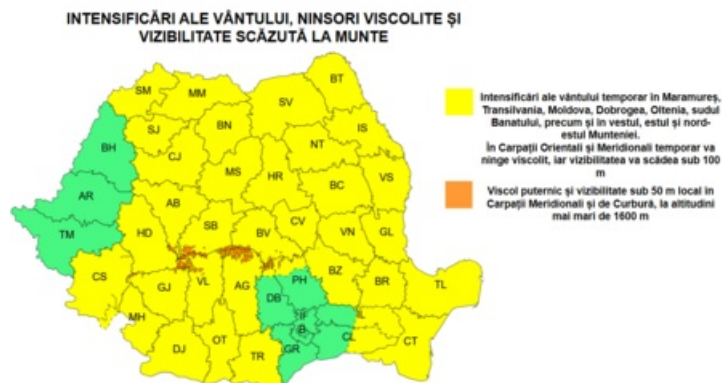 INTENSIFICĂRI ALE VÂNTULUI, NINSORI VISCOLITE ȘI
VIZIBILITATE SCĂZUTĂ LA MUNTE
Intensificări ale vântului temporar în Maramureș,
Transilvania, Moldova, Dobrogea, Oltenia, sudul
Banatului, precum și în vestul, estul și nord-
estul Munteniei.
În Carpații Orientali și Meridionali temporar va
ninge viscolit, iar vizibilitatea va scădea sub 100
m
Viscol puternic și vizibilitate sub 50 m local în
Carpații Meridionali și de Curbură, la altitudini
mai mari de 1600 m
BT
SM
MM
SV
SJ
BN
IS
BH
CJ
NT
MS
HR
VS
BC
AR
AB
TM
HD
SB
BV
CV
VN
GL
CS
GJ
VL
AG
PH
BZ
BR
TL
DB
MH
IF
B
IL
CL
CT
DJ
OT
TR
GR